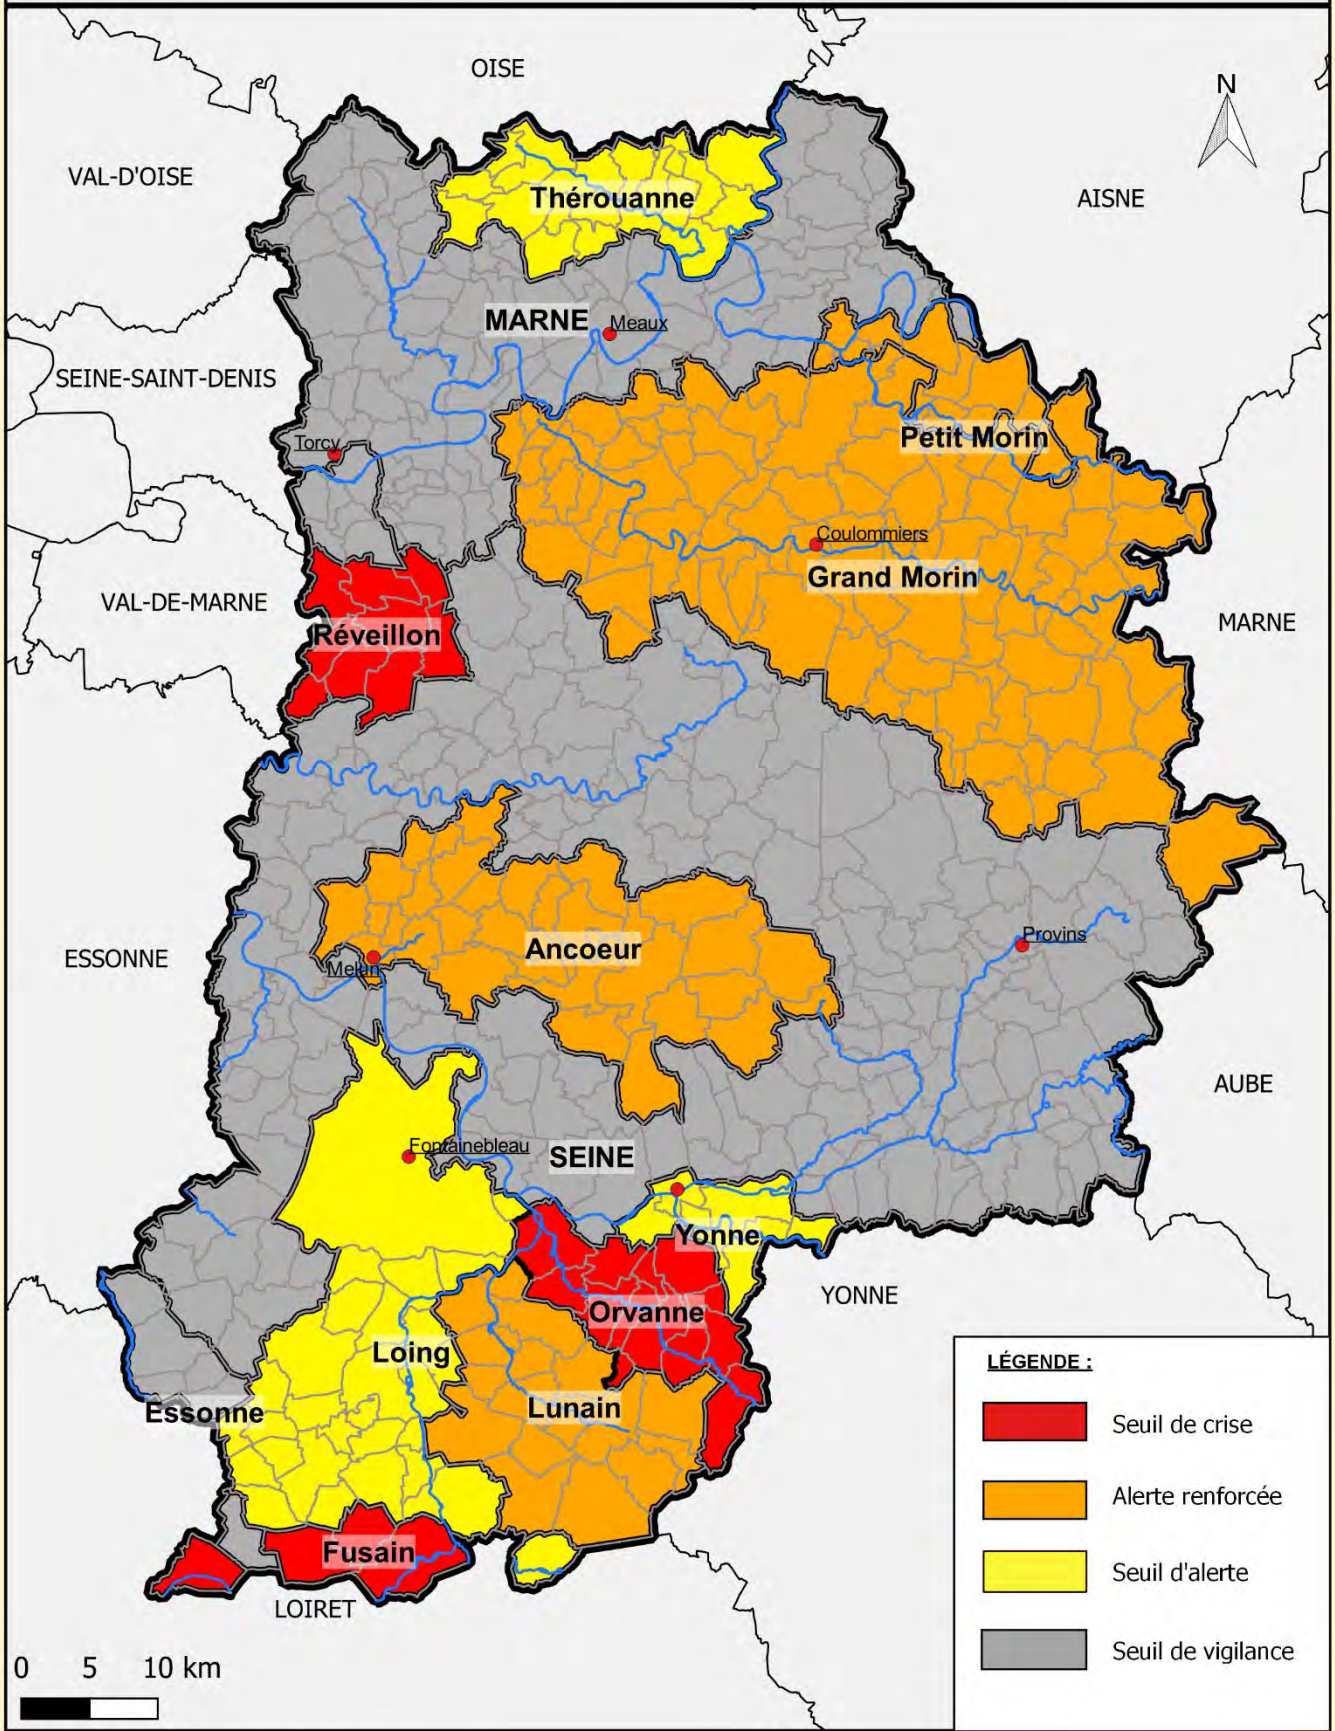 OISE
N
VAL-D'OISE
AISNE
Thérouanne
MARNE
Meaux
SEINE-SAINT-DENIS
Petit Morin
Torcy
Coulommiers
Grand Morin
VAL-DE-MARNE
MARNE
Réveillon
Provins
Ancoeur
ESSONNE
Melun
AUBE
Fontainebleau
SEINE
Yonne
YONNE
Orvanne
Loing
Lunain
Essonne
Fusain
LOIRET
0 5 10 km
LÉGENDE :
Seuil de crise
Alerte renforcée
Seuil d'alerte
Seuil de vigilance